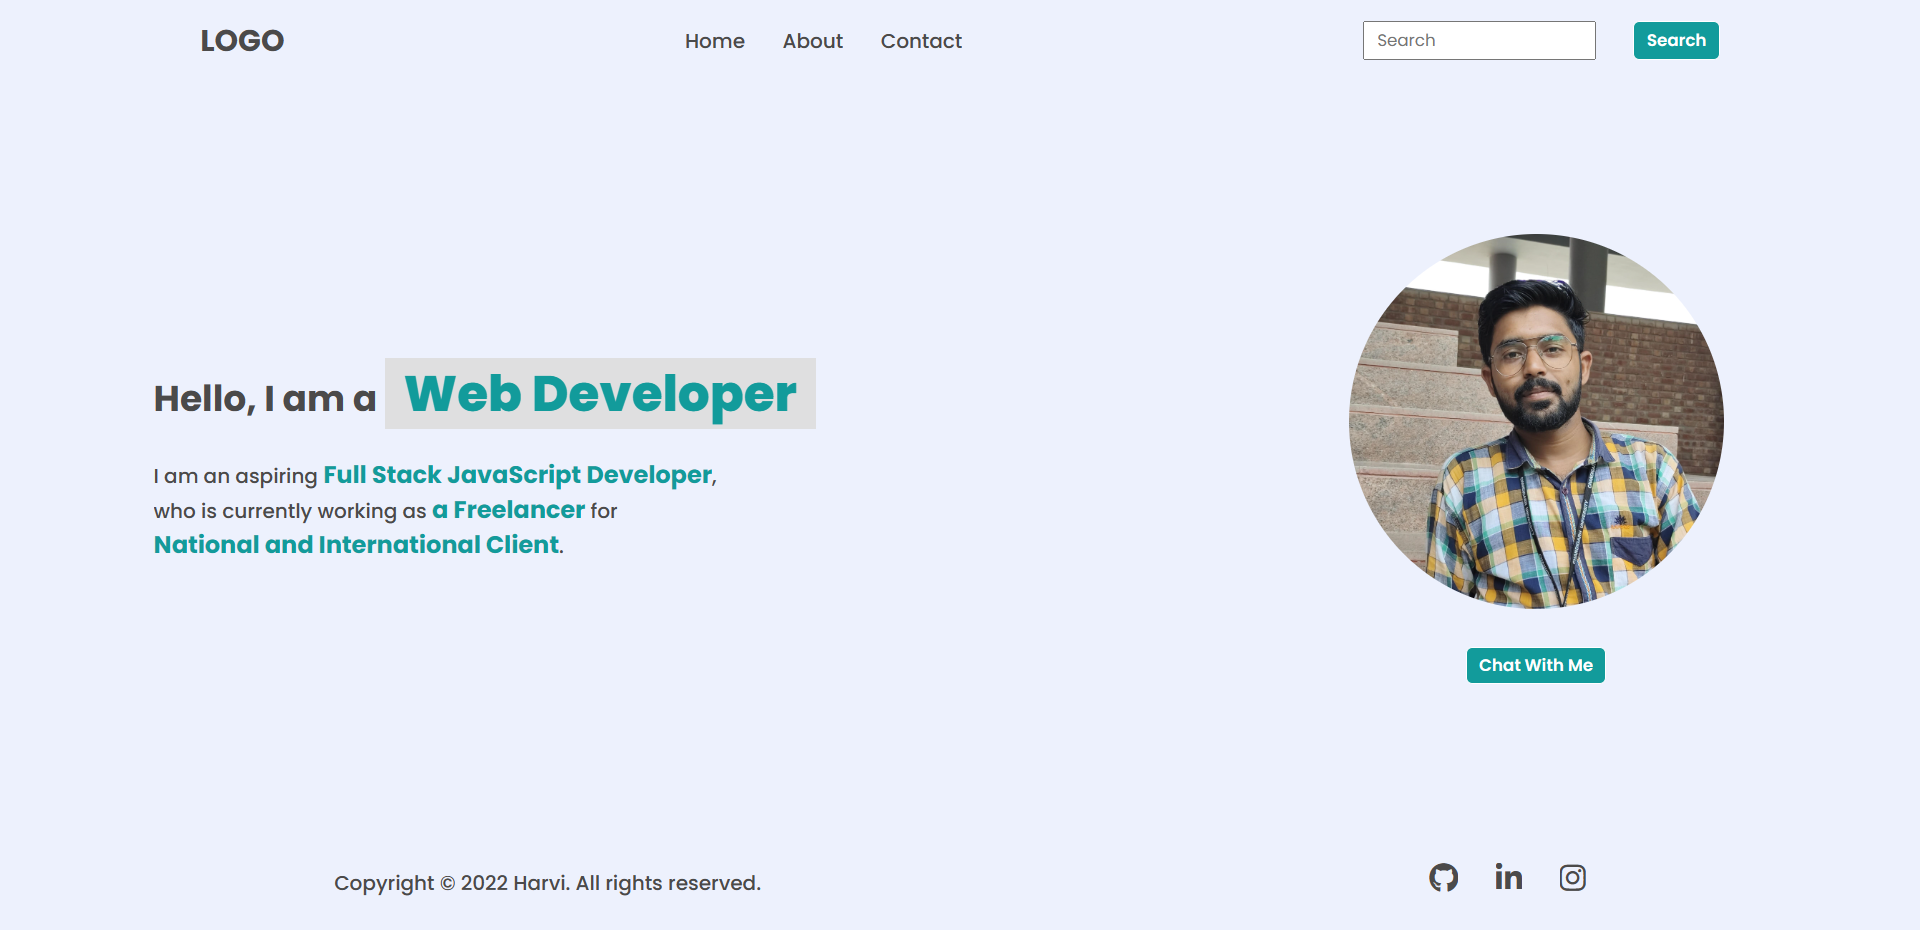 LOGO
Home About Contact
Search
Search
Hello, I am a Web Developer
I am an aspiring Full Stack JavaScript Developer,
who is currently working as a Freelancer for
National and International Client.
Chat With Me
Copyright © 2022 Harvi. All rights reserved.
in